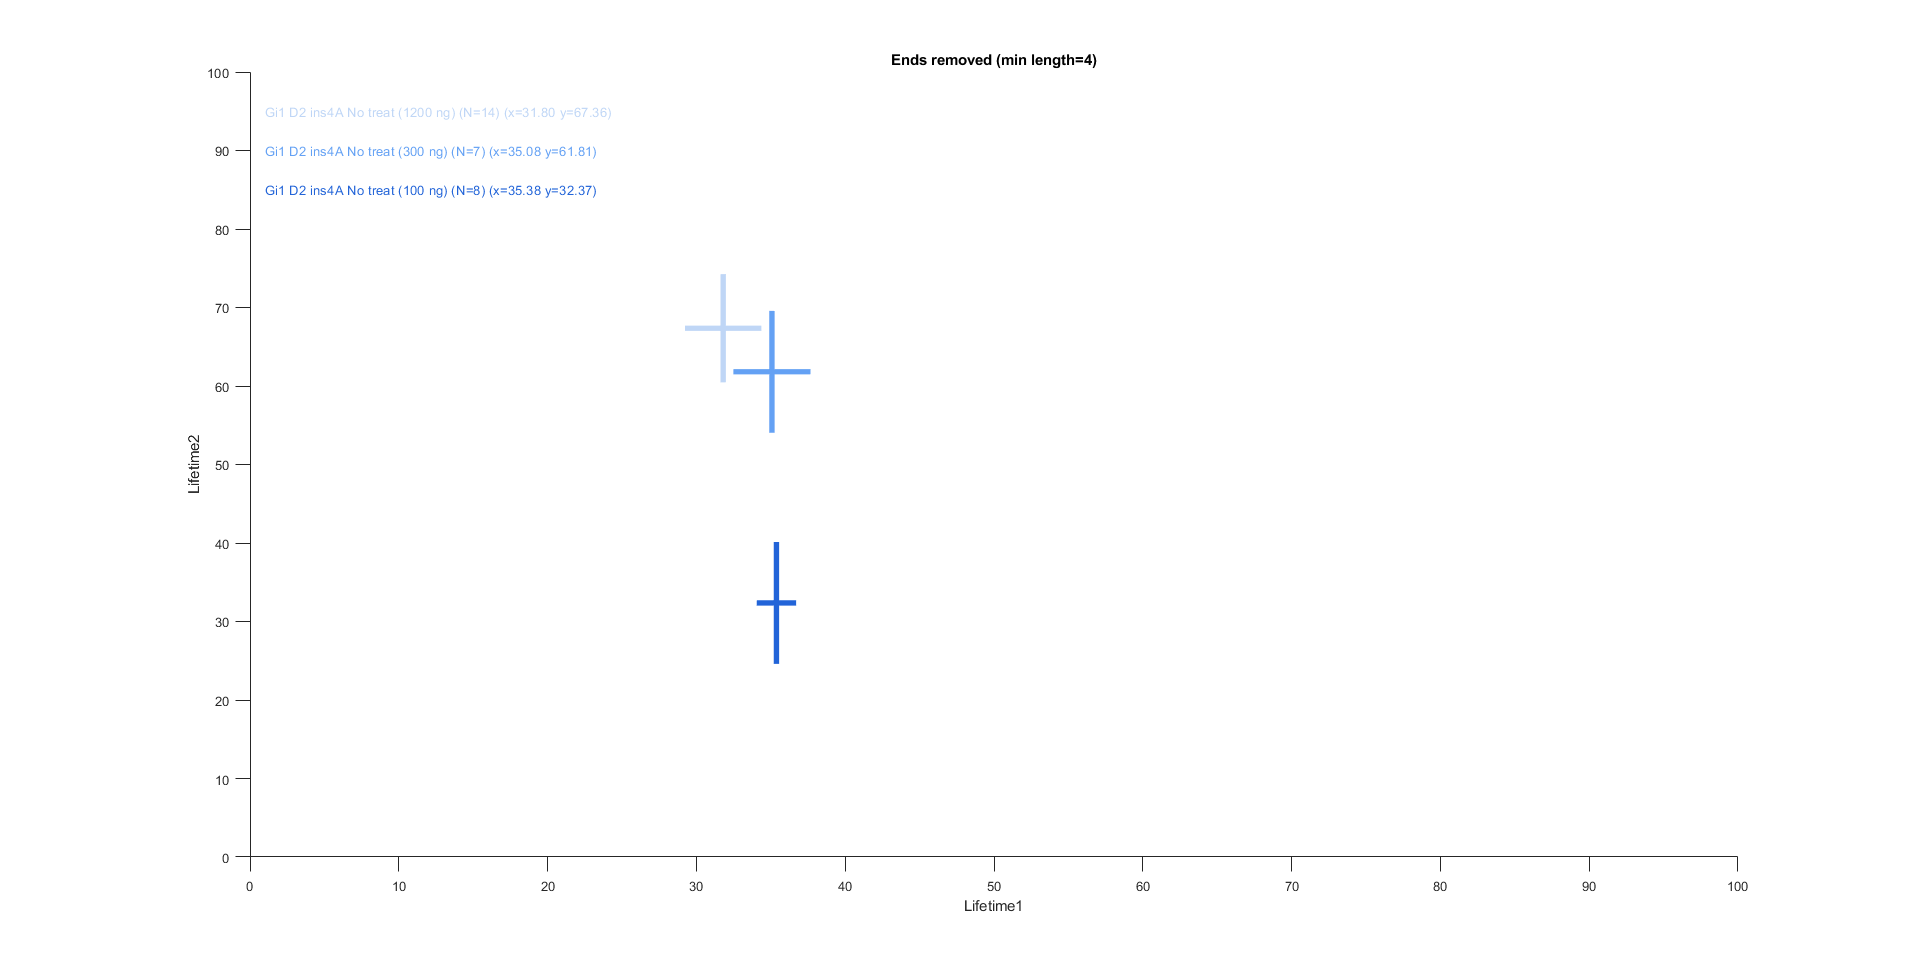 Ends removed (min length=4)
100
Gi1 D2 ins4A No treat (1200 ng) (N=14) (x=31.80 y=67.36)
90
Gi1 D2 ins4A No treat (300 ng) (N=7) (x=35.08 y=61.81)
Gi1 D2 ins4A No treat (100 ng) (N=8) (x=35.38 y=32.37)
80
70
60
50
Lifetime2
40
30
20
10
0
0 10 20 30 40 50 60 70 80 90 100
Lifetime1